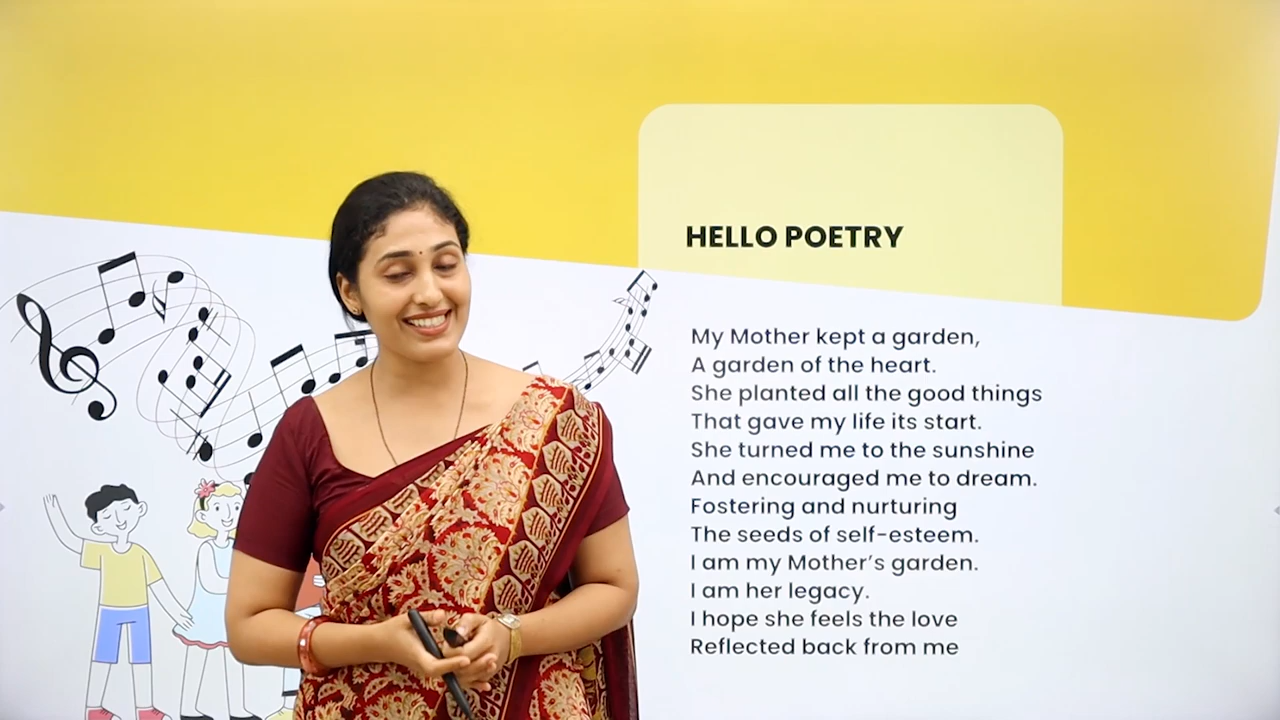 HELLO POETRY
My Mother kept a garden,
A garden of the heart.
She planted all the good things
That gave my life its start.
She turned me to the sunshine
And encouraged me to dream.
Fostering and nurturing
The seeds of self-esteem.
I am my Mother's garden.
I am her legacy.
I hope she feels the love
Reflected back from me